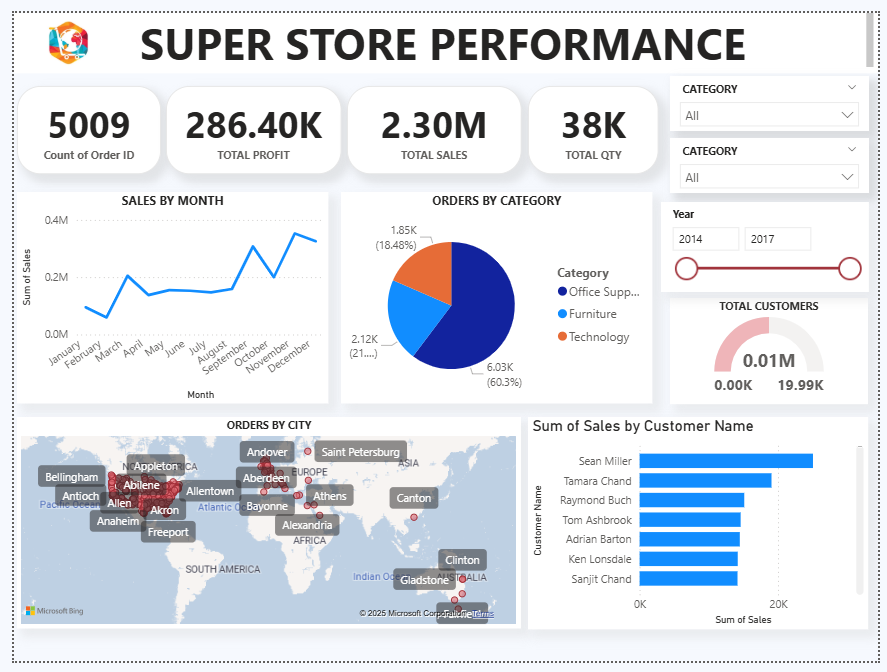 SUPER STORE PERFORMANCE
5009
Count of Order ID
286.40K
TOTAL PROFIT
2.30M
TOTAL SALES
38K
TOTAL QTY
CATEGORY
All
CATEGORY
All
Year
2014
2017
SALES BY MONTH
Sum of Sales
0.4M
0.2M
0.0M
January
February
March
April
May
June
July
August
September
October
November
December
Month
ORDERS BY CATEGORY
1.85K
(18.48%)
2.12K
(21....)
6.03K
(60.3%)
Category
Office Supp...
Furniture
Technology
TOTAL CUSTOMERS
0.01M
0.00K
19.99K
ORDERS BY CITY
Andover
Saint Petersburg
ASIA
Appleton
Bellingham
Abilene
Aberdeen
EUROPE
Antioch
Allen
Allentown
Athens
Canton
Pacific Ocean
Akron
Atlantic Oc
Bayonne
Anaheim
Alexandria
Freeport
AFRICA
Clinton
SOUTH AMERICA
Indian Oce
Gladstone
AUSTRALIA
Microsoft Bing
© 2025 Microsoft Corporation
Terms
Sum of Sales by Customer Name
Customer Name
Sean Miller
Tamara Chand
Raymond Buch
Tom Ashbrook
Adrian Barton
Ken Lonsdale
Sanjit Chand
0K
20K
Sum of Sales